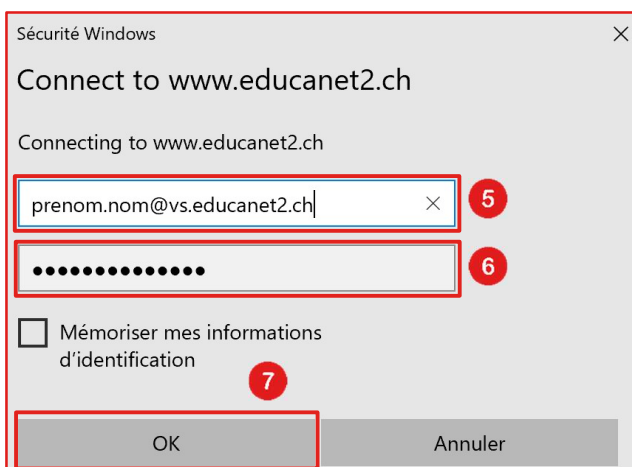 Sécurité Windows
Connect to www.educanet2.ch
Connecting to www.educanet2.ch
prenom.nom@vs.educanet2.ch
5
●●●●●●●●●●●●●●
6
Mémoriser mes informations
d'identification
7
OK
Annuler